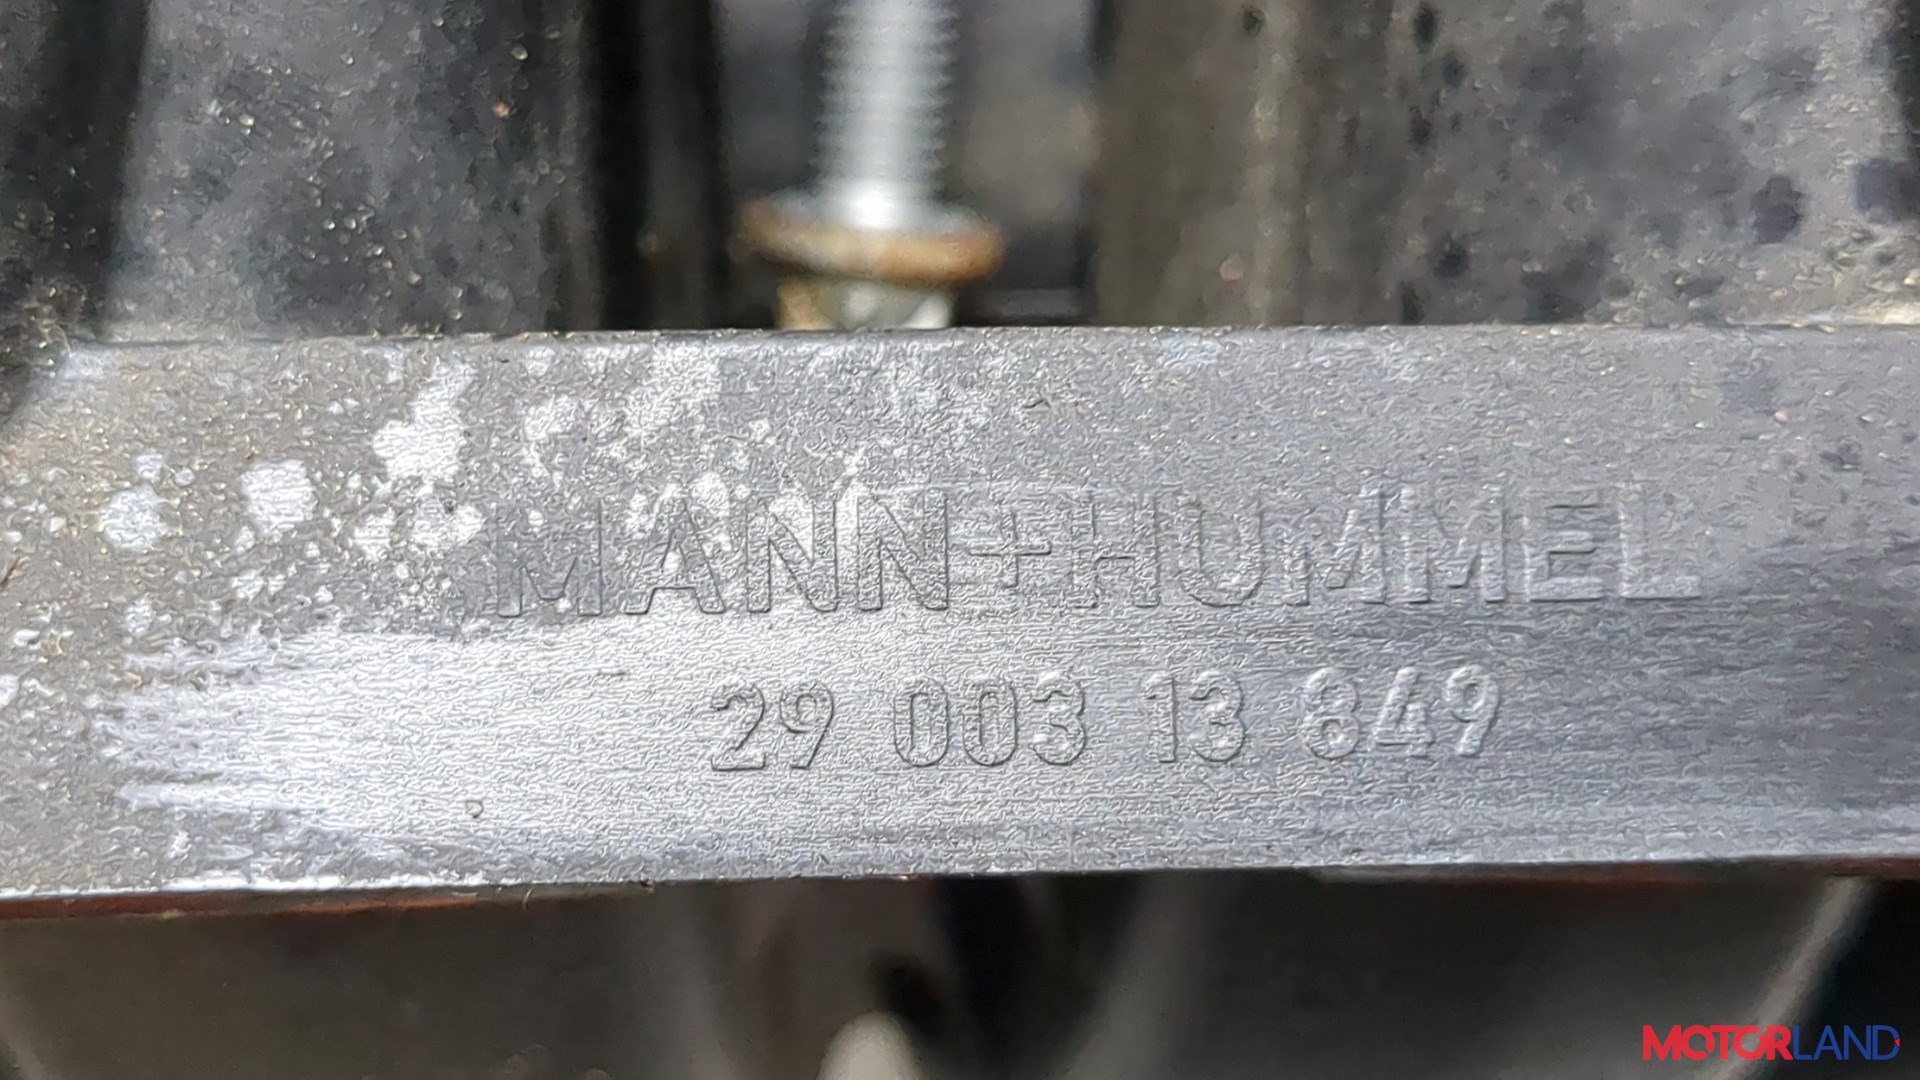 MANN+HUMMEL
29 003 13 849
MOTORLAND